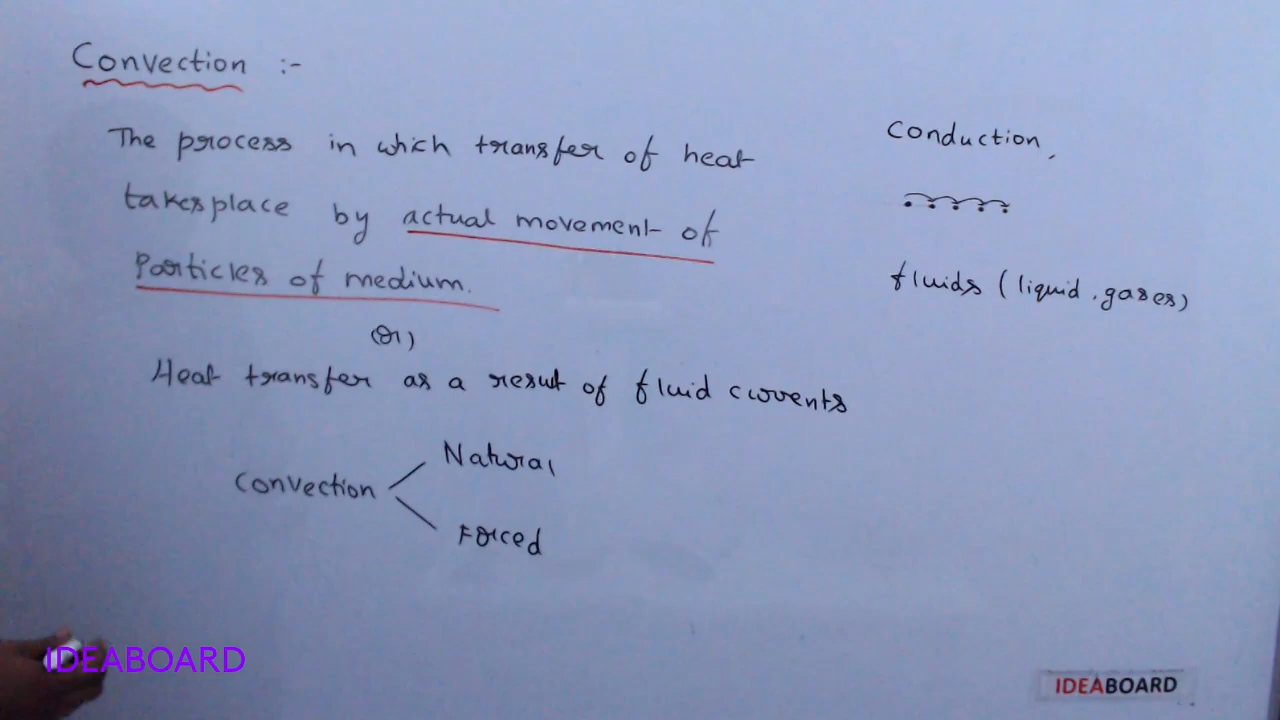 Convection :-
The process in which transfer of heat
takesplace by actual movement of
Particles of medium.
(or)
Heat transfer as a result of fluid currents
Convection
Natural
Forced
Conduction,
fluids (liquid, gases)
IDEABOARD
IDEABOARD